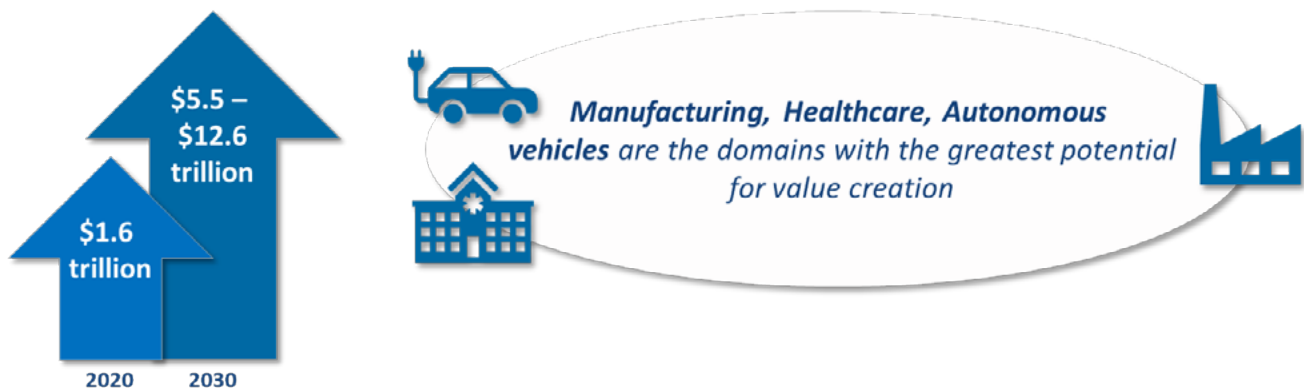 $5.5 –
$12.6
trillion
$1.6
trillion
2020
2030
Manufacturing, Healthcare, Autonomous
vehicles are the domains with the greatest potential
for value creation